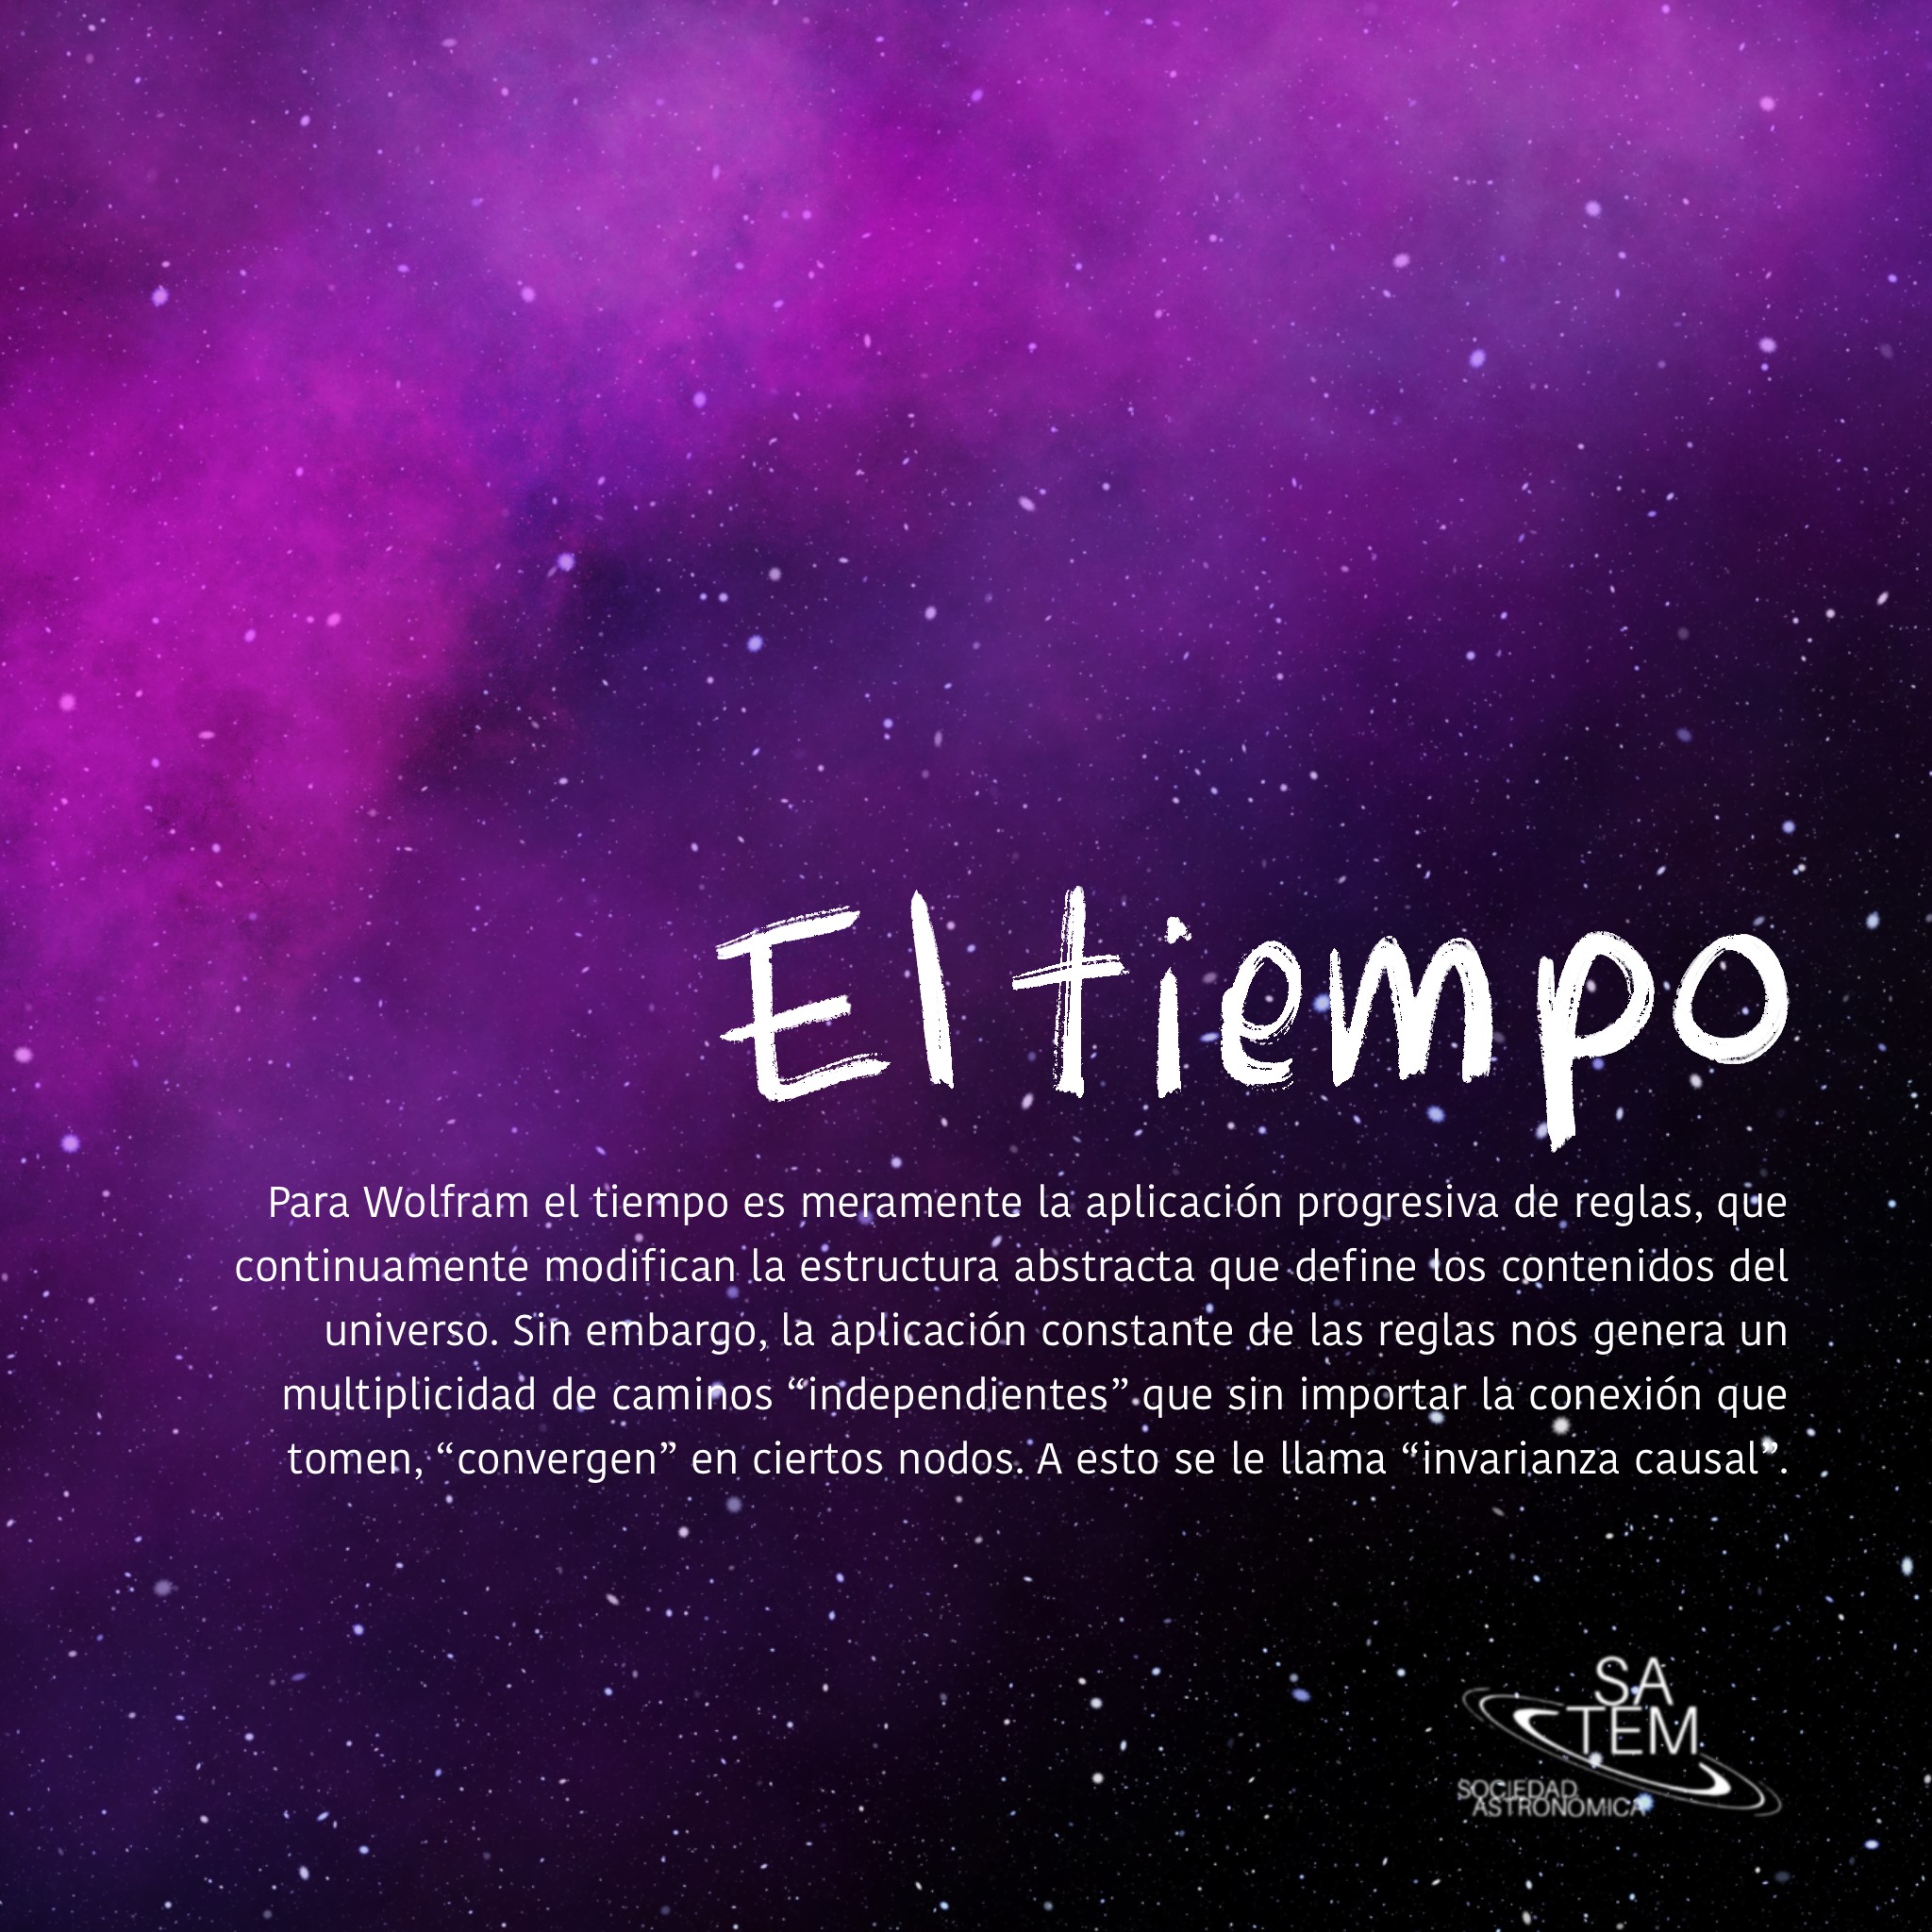 El tiempo
Para Wolfram el tiempo es meramente la aplicación progresiva de reglas, que
continuamente modifican la estructura abstracta que define los contenidos del
universo. Sin embargo, la aplicación constante de las reglas nos genera un
multiplicidad de caminos “independientes” que sin importar la conexión que
tomen, “convergen” en ciertos nodos. A esto se le llama “invarianza causal”.
SA
TEM
SOCIEDAD
ASTRONOMICA